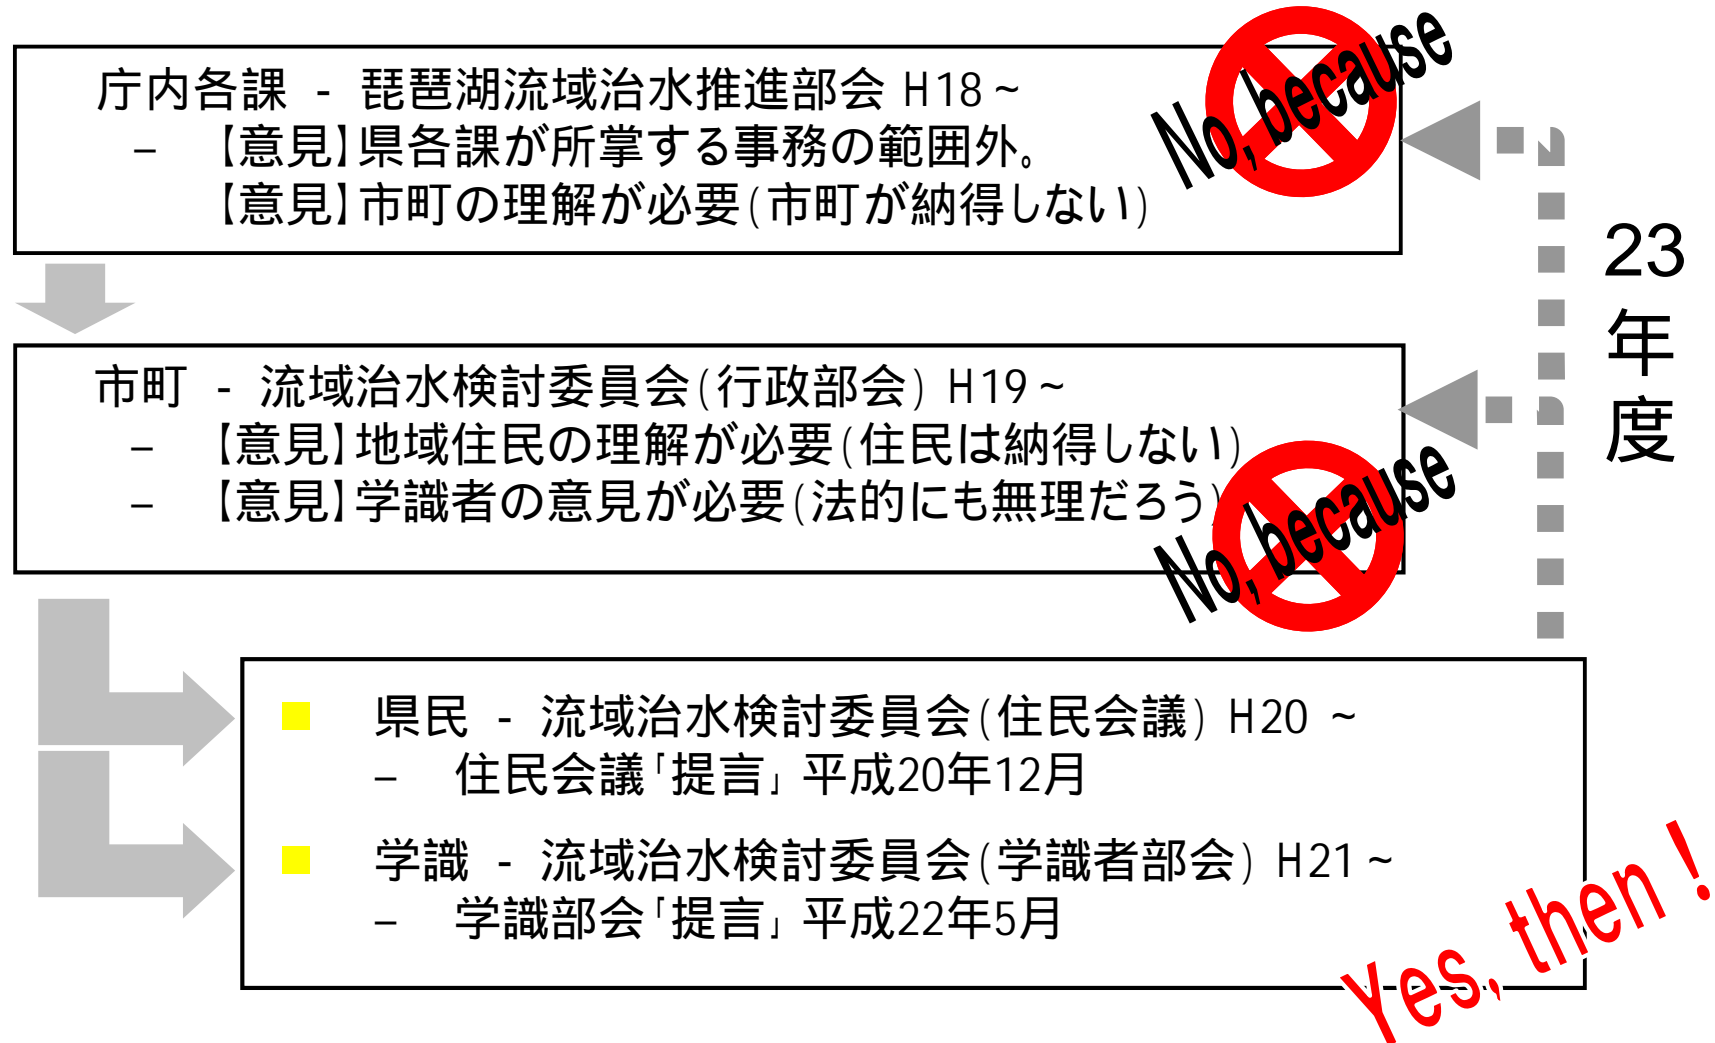 庁内各課 - 琵琶湖流域治水推進部会 H18~
– 【意見】県各課が所掌する事務の範囲外。
【意見】市町の理解が必要(市町が納得しない)
No, because
市町 - 流域治水検討委員会(行政部会) H19~
– 【意見】地域住民の理解が必要(住民は納得しない)
– 【意見】学識者の意見が必要(法的にも無理だろう)
No, because
23年度
県民 - 流域治水検討委員会(住民会議) H20 ~
– 住民会議「提言」 平成20年12月
学識 - 流域治水検討委員会(学識者部会) H21~
– 学識部会「提言」 平成22年5月
Yes, then!